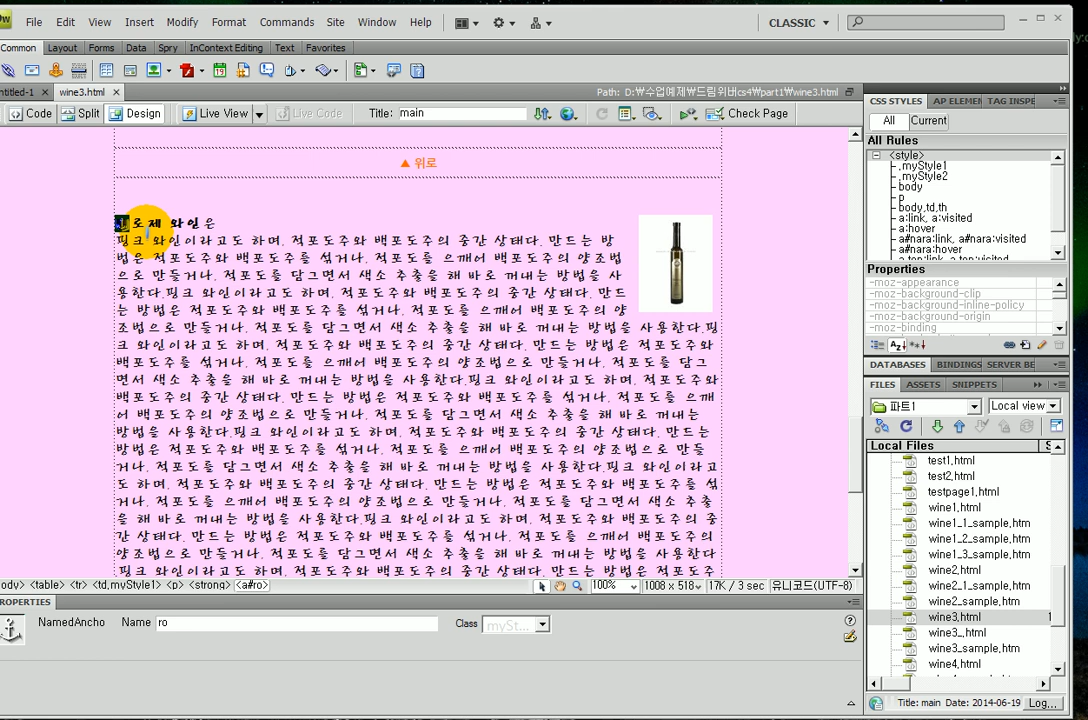 File Edit View Insert Modify Format Commands Site Window Help CLASSIC
Common Layout Forms Data Spry InContext Editing Text Favorites
ntitled-1 wine3.html Path: D:₩수업예제₩드림위버cs4₩part1₩wine3.html
Code Split Design Live View Live Code Title: main Check Page
▲ 위로
로제 와인은
핑크 와인이라고도 하며, 적포도주와 백포도주의 중간 상태다. 만드는 방
법은 적포도주와 백포도주를 섞거나, 적포도를 으깨어 백포도주의 양조법
으로 만들거나, 적포도를 담그면서 색소 추출을 해 바로 꺼내는 방법을 사
용한다.핑크 와인이라고도 하며, 적포도주와 백포도주의 중간 상태다. 만드
는 방법은 적포도주와 백포도주를 섞거나, 적포도를 으깨어 백포도주의 양
조법으로 만들거나, 적포도를 담그면서 색소 추출을 해 바로 꺼내는 방법을 사용한다.핑
크 와인이라고도 하며, 적포도주와 백포도주의 중간 상태다. 만드는 방법은 적포도주와
백포도주를 섞거나, 적포도를 으깨어 백포도주의 양조법으로 만들거나, 적포도를 담그
면서 색소 추출을 해 바로 꺼내는 방법을 사용한다.핑크 와인이라고도 하며, 적포도주와
백포도주의 중간 상태다. 만드는 방법은 적포도주와 백포도주를 섞거나, 적포도를 으깨
어 백포도주의 양조법으로 만들거나, 적포도를 담그면서 색소 추출을 해 바로 꺼내는
방법을 사용한다.핑크 와인이라고도 하며, 적포도주와 백포도주의 중간 상태다. 만드는
방법은 적포도주와 백포도주를 섞거나, 적포도를 으깨어 백포도주의 양조법으로 만들
거나, 적포도를 담그면서 색소 추출을 해 바로 꺼내는 방법을 사용한다.핑크 와인이라고
도 하며, 적포도주와 백포도주의 중간 상태다. 만드는 방법은 적포도주와 백포도주를 섞
거나, 적포도를 으깨어 백포도주의 양조법으로 만들거나, 적포도를 담그면서 색소 추출
을 해 바로 꺼내는 방법을 사용한다.핑크 와인이라고도 하며, 적포도주와 백포도주의 중
간 상태다. 만드는 방법은 적포도주와 백포도주를 섞거나, 적포도를 으깨어 백포도주의
양조법으로 만들거나, 적포도를 담그면서 색소 추출을 해 바로 꺼내는 방법을 사용한다
.핑크 와인이라고도 하며, 적포도주와 백포도주의 중간 상태다. 만드는 방법은 적포도주
ody> <table> <tr> <td.myStyle1> <p> <strong> <a#ro> 100% 1008 x 518 17K / 3 sec 유니코드(UTF-8)
ROPERTIES
NamedAncho Name ro Class mySt...
CSS STYLES AP ELEMEN TAG INSPE
All Current
All Rules
<style>
.myStyle1
.myStyle2
body
p
body,td,th
a:link, a:visited
a:hover
a#nara:link, a#nara:visited
a#nara:hover
a.top:link, a.top:visited
Properties
-moz-appearance
-moz-background-clip
-moz-background-inline-policy
-moz-background-origin
-moz-binding
DATABASES BINDINGS SERVER BE
FILES ASSETS SNIPPETS
파트1 Local view
Local Files S
test1.html
test2.html
testpage1.html
wine1.html
wine1_1_sample.htm
wine1_2_sample.htm
wine1_3_sample.htm
wine2.html
wine2_1_sample.htm
wine2_sample.htm
wine3.html 1
wine3_.html
wine3_sample.htm
wine4.html
Title: main Date: 2014-06-19 Log...